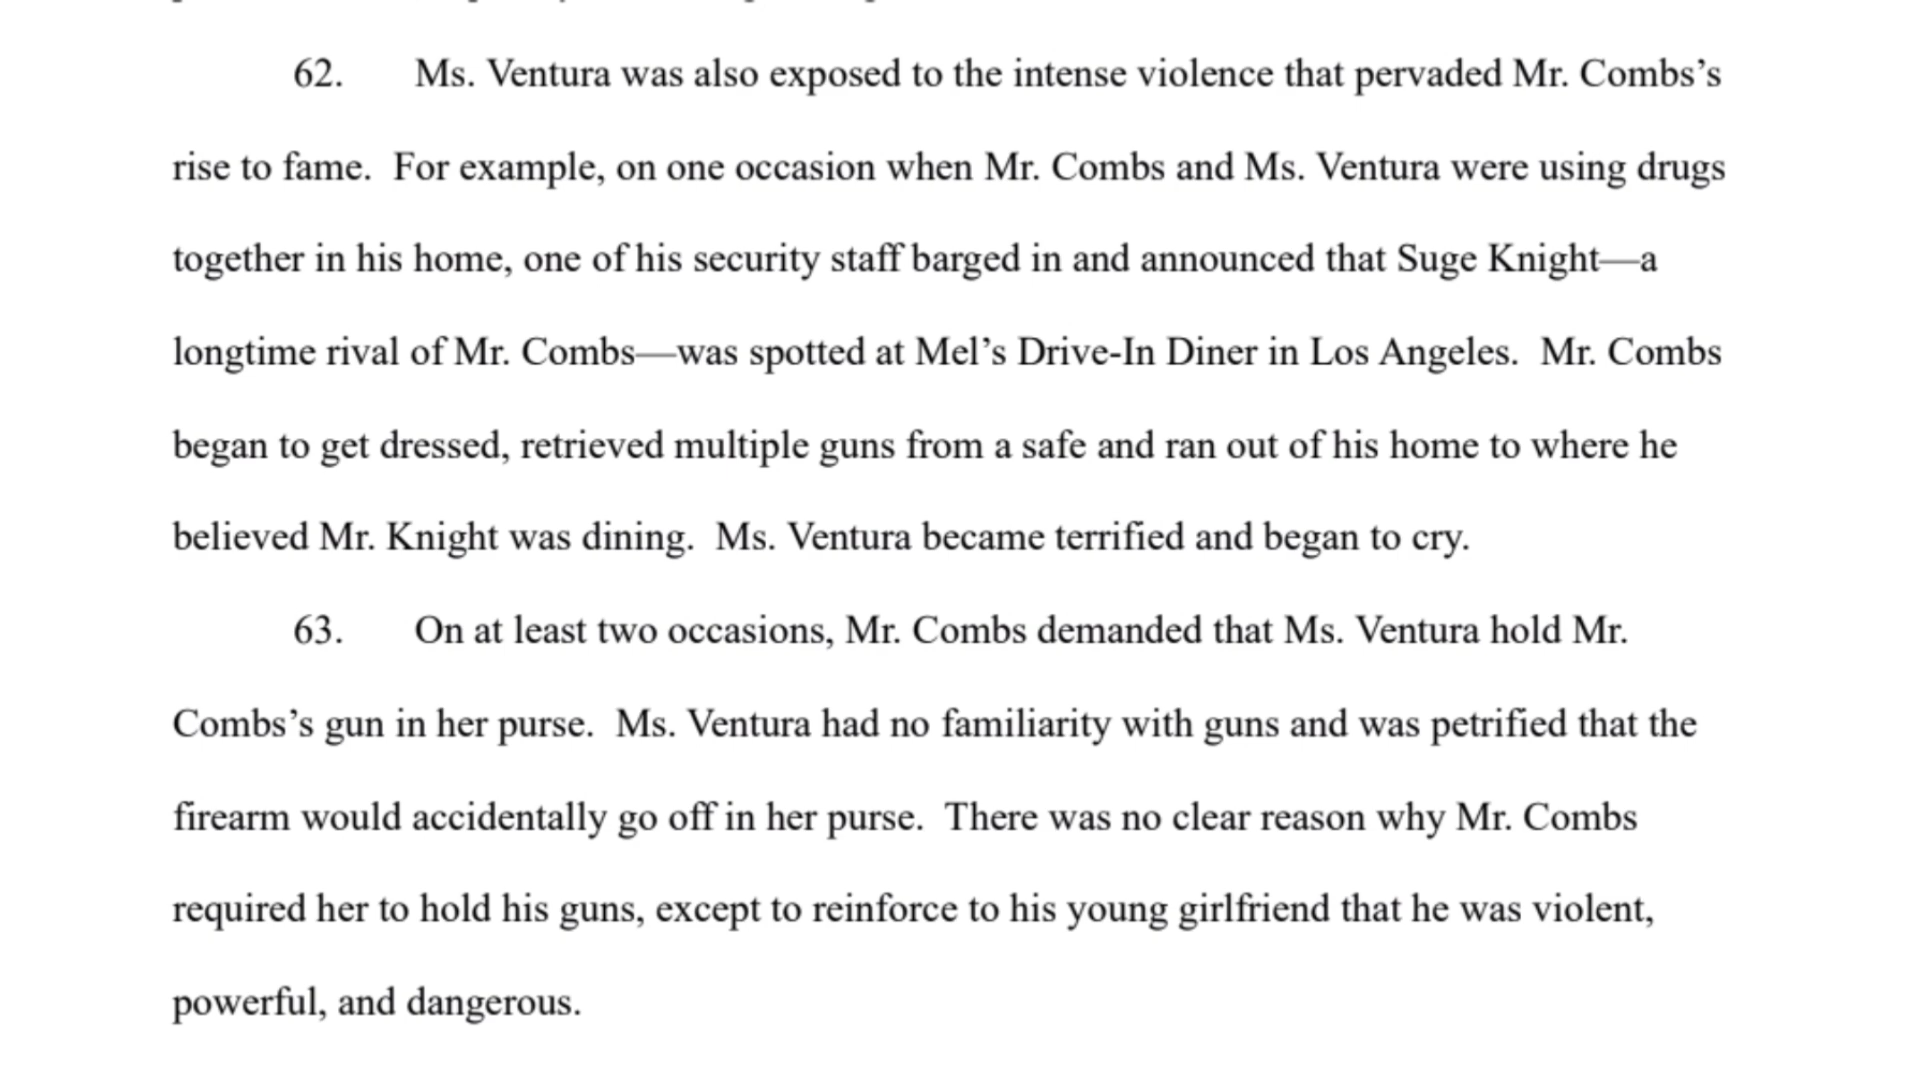 62. Ms. Ventura was also exposed to the intense violence that pervaded Mr. Combs’s
rise to fame.  For example, on one occasion when Mr. Combs and Ms. Ventura were using drugs
together in his home, one of his security staff barged in and announced that Suge Knight—a
longtime rival of Mr. Combs—was spotted at Mel’s Drive-In Diner in Los Angeles.  Mr. Combs
began to get dressed, retrieved multiple guns from a safe and ran out of his home to where he
believed Mr. Knight was dining.  Ms. Ventura became terrified and began to cry.
63. On at least two occasions, Mr. Combs demanded that Ms. Ventura hold Mr.
Combs’s gun in her purse.  Ms. Ventura had no familiarity with guns and was petrified that the
firearm would accidentally go off in her purse.  There was no clear reason why Mr. Combs
required her to hold his guns, except to reinforce to his young girlfriend that he was violent,
powerful, and dangerous.